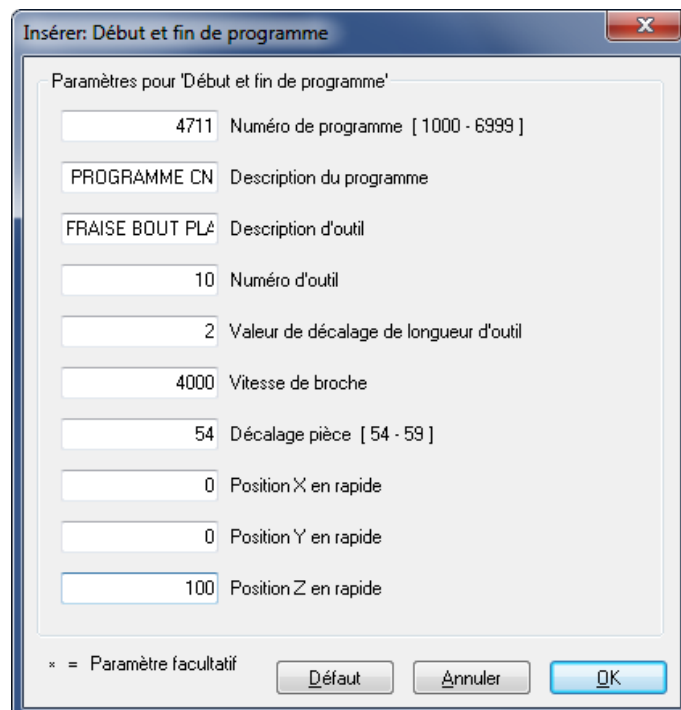 Insérer: Début et fin de programme
Paramètres pour 'Début et fin de programme'
4711 Numéro de programme [ 1000 - 6999 ]
PROGRAMME CN Description du programme
FRAISE BOUT Description d'outil
10 Numéro d'outil
2 Valeur de décalage de longueur d'outil
4000 Vitesse de broche
54 Décalage pièce [ 54 - 59 ]
0 Position X en rapide
0 Position Y en rapide
100 Position Z en rapide
× = Paramètre facultatif
Défaut Annuler OK